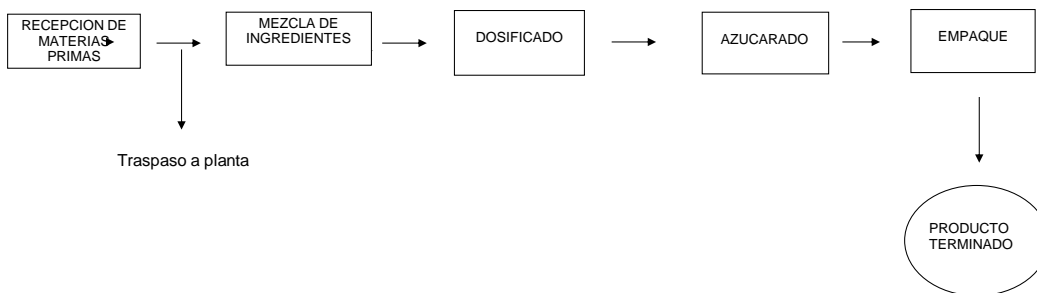 RECEPCION DE
MATERIAS
PRIMAS
MEZCLA DE
INGREDIENTES
DOSIFICADO
AZUCARADO
EMPAQUE
Traspaso a planta
PRODUCTO
TERMINADO